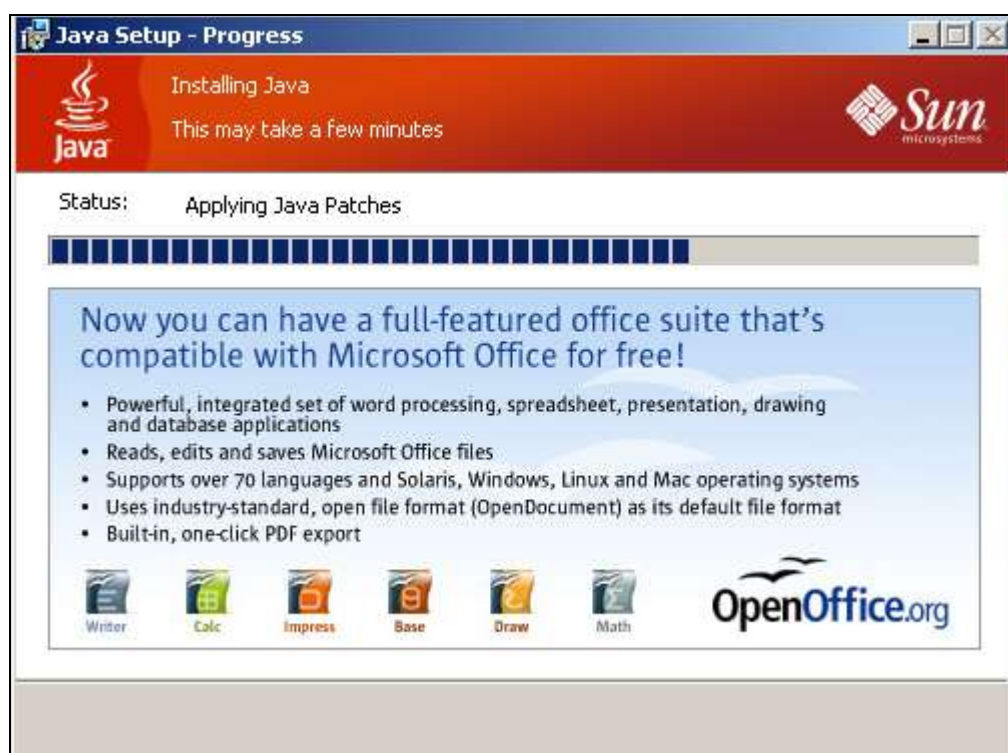 Java Setup - Progress
Installing Java
This may take a few minutes
Java
Sun
microsystems
Status: Applying Java Patches
Now you can have a full-featured office suite that's
compatible with Microsoft Office for free!
• Powerful, integrated set of word processing, spreadsheet, presentation, drawing
and database applications
• Reads, edits and saves Microsoft Office files
• Supports over 70 languages and Solaris, Windows, Linux and Mac operating systems
• Uses industry-standard, open file format (OpenDocument) as its default file format
• Built-in, one-click PDF export
Writer Calc Impress Base Draw Math
OpenOffice.org